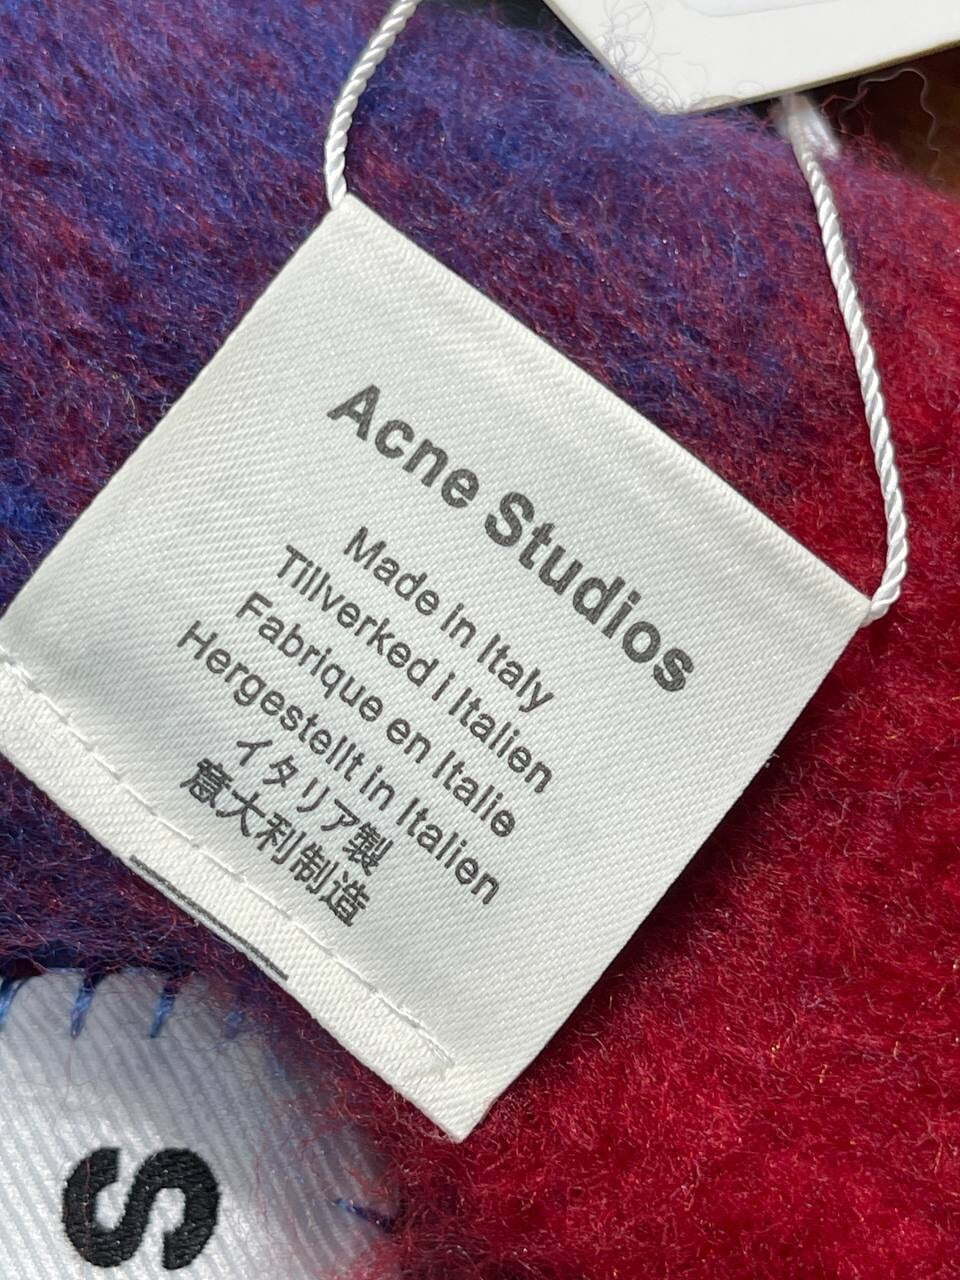 Acne Studios
Made in Italy
Tillverked i Italien
Fabrique en Italie
Hergestellt in Italien
イタリア製
意大利制造
S